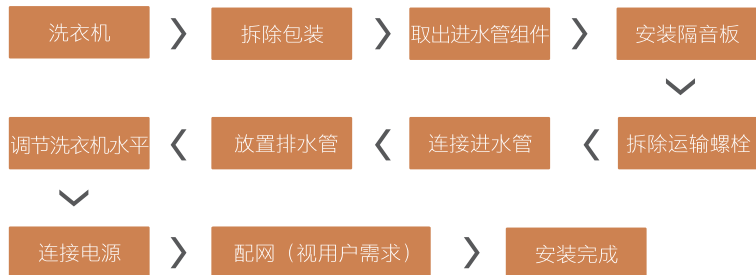 洗衣机
拆除包装
取出进水管组件
安装隔音板
拆除运输螺栓
连接进水管
放置排水管
调节洗衣机水平
连接电源
配网（视用户需求）
安装完成